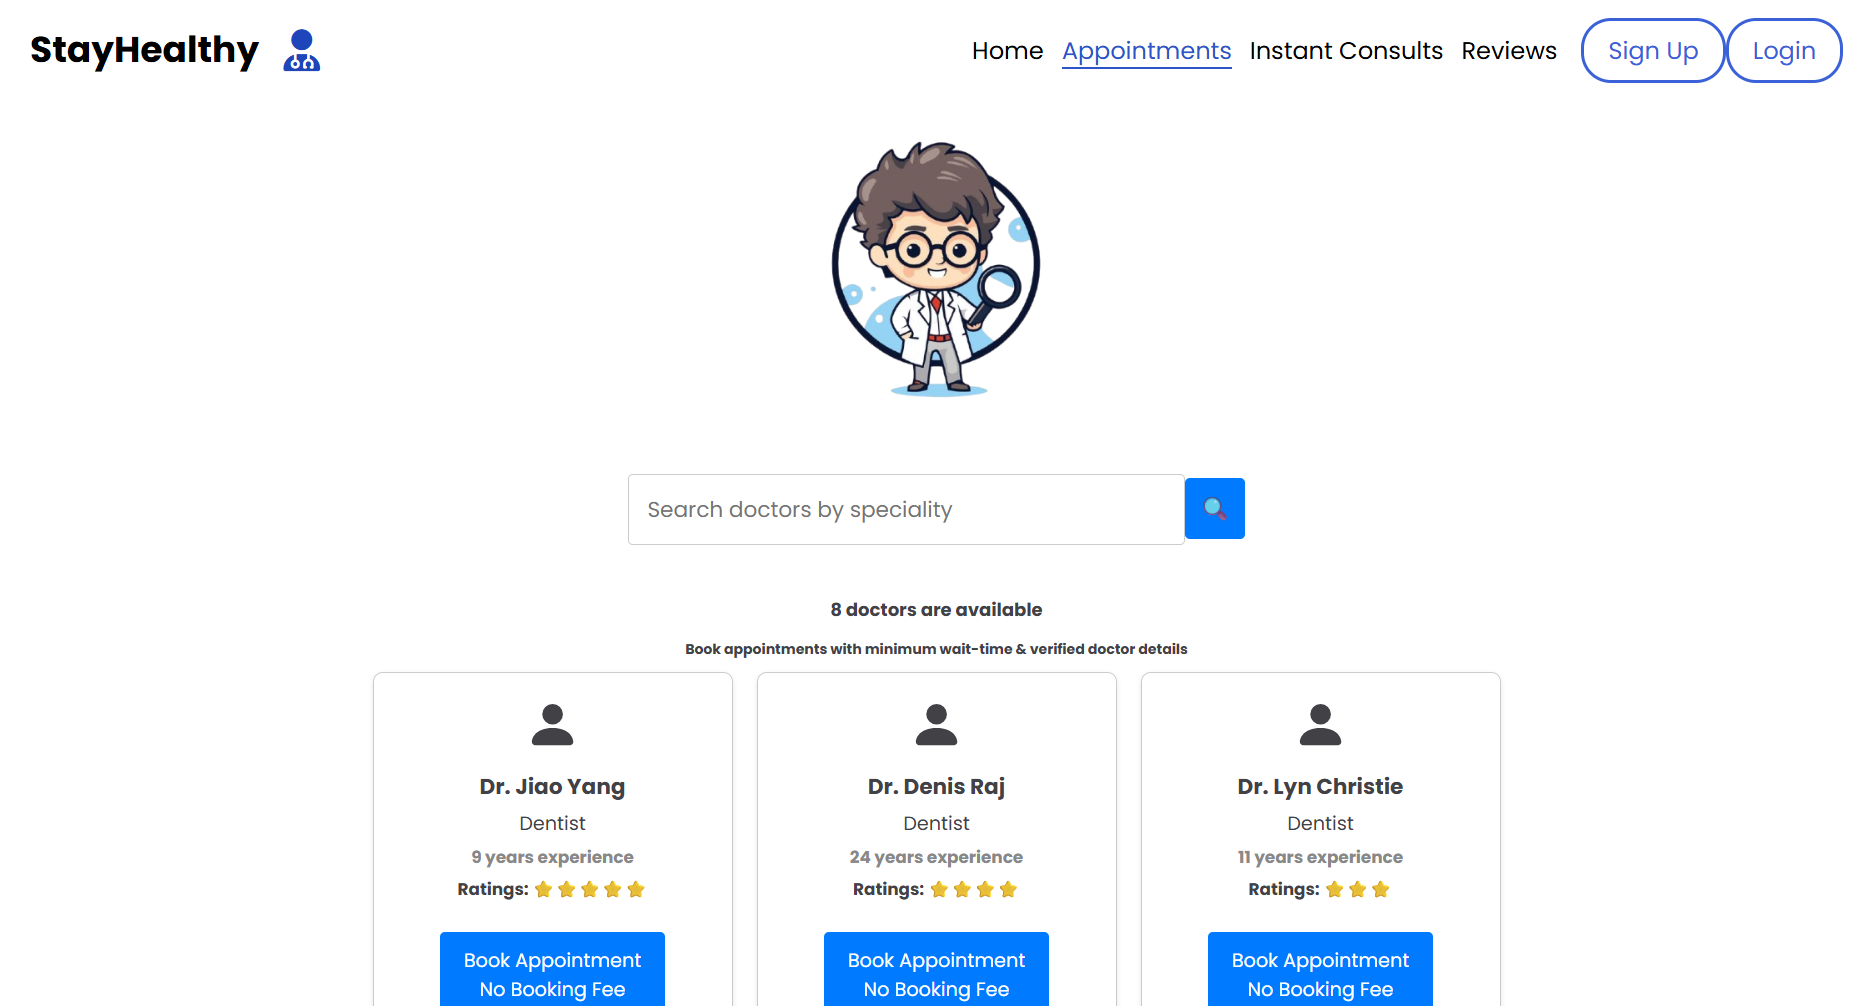 StayHealthy
Home Appointments Instant Consults Reviews Sign Up Login
Search doctors by speciality
8 doctors are available
Book appointments with minimum wait-time & verified doctor details
Dr. Jiao Yang
Dentist
9 years experience
Ratings:
Book Appointment
No Booking Fee
Dr. Denis Raj
Dentist
24 years experience
Ratings:
Book Appointment
No Booking Fee
Dr. Lyn Christie
Dentist
11 years experience
Ratings:
Book Appointment
No Booking Fee